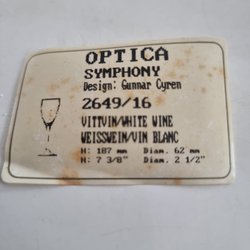 OPTICA
SYMPHONY
Design: Gunnar Cyren
2649/16
VITTVIN/WHITE WINE
WEISSWEIN/VIN BLANC
H: 187 mm Diam. 62 mm
H: 7 3/8" Diam. 2 1/2"